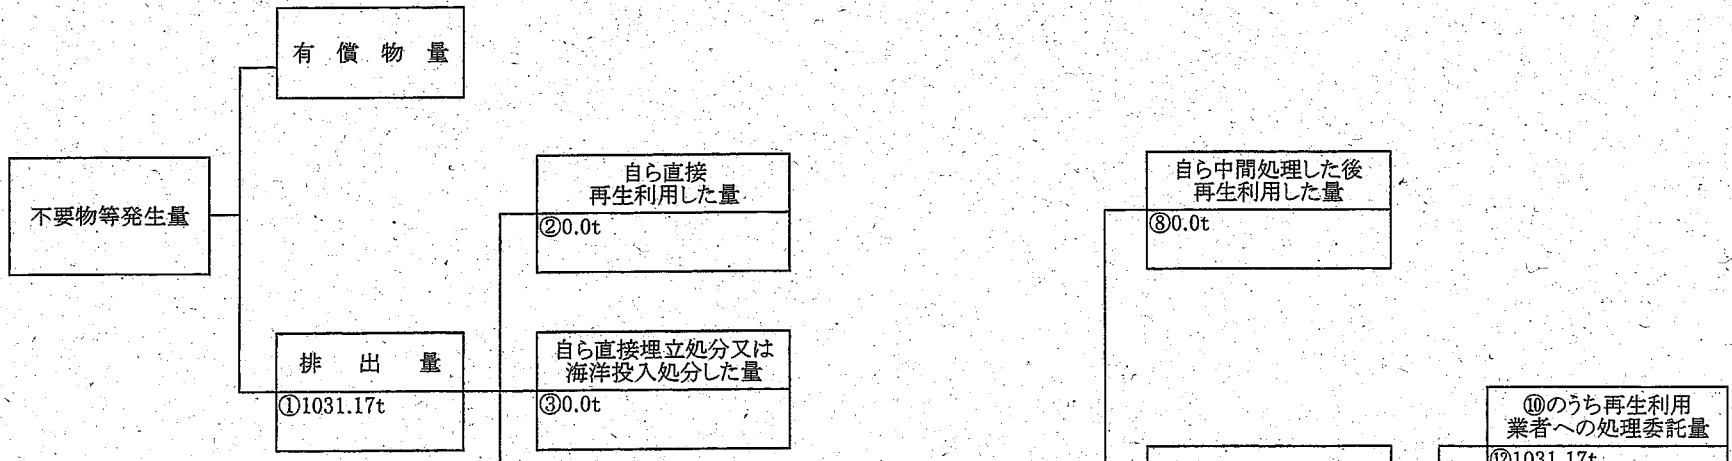 有償物量
不要物等発生量
自ら直接
再生利用した量
②0.0t
自ら中間処理した後
再生利用した量
⑧0.0t
排出量
①1031.17t
自ら直接埋立処分又は
海洋投入処分した量
③0.0t
⑩のうち再生利用
業者への処理委託量
⑫1031.17t